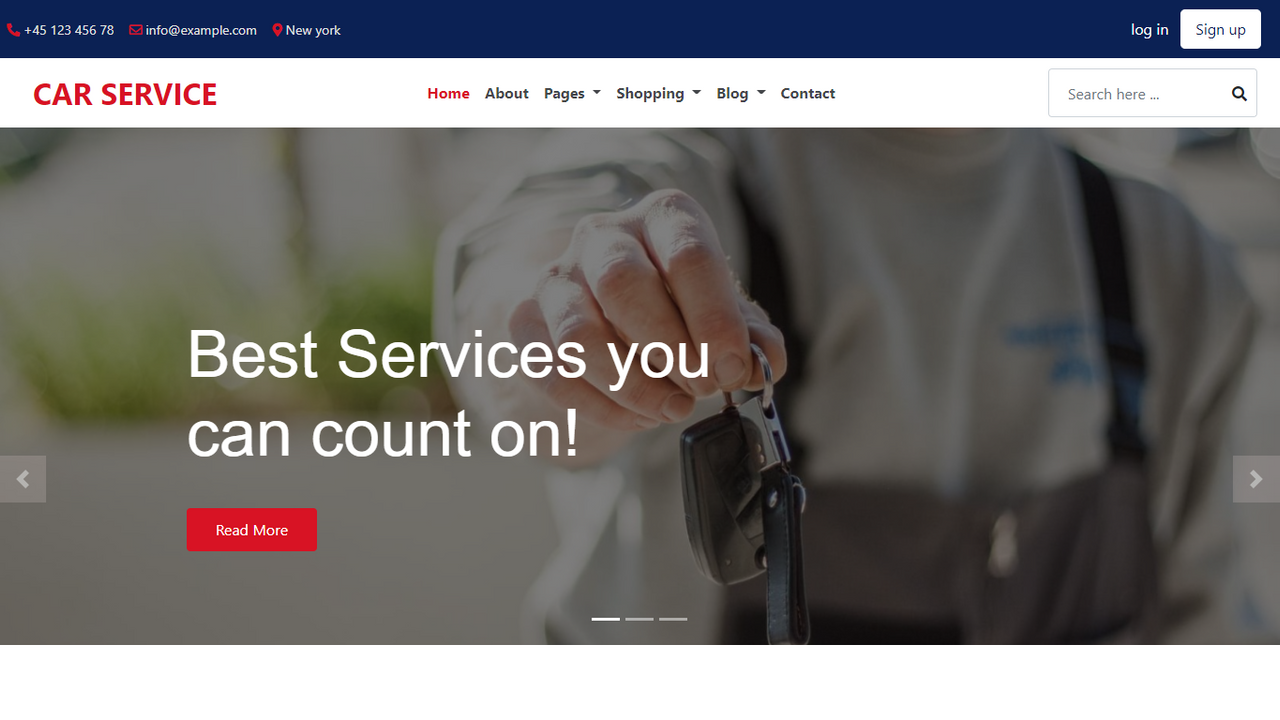 +45 123 456 78 info@example.com New york log in Sign up
CAR SERVICE Home About Pages Shopping Blog Contact Search here ...
Best Services you
can count on!
Read More